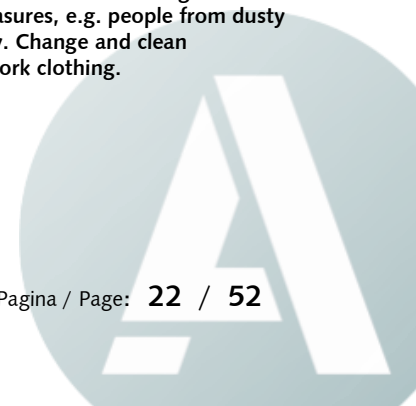 asures, e.g. people from dusty
y. Change and clean
ork clothing.
Pagina / Page: 22 / 52